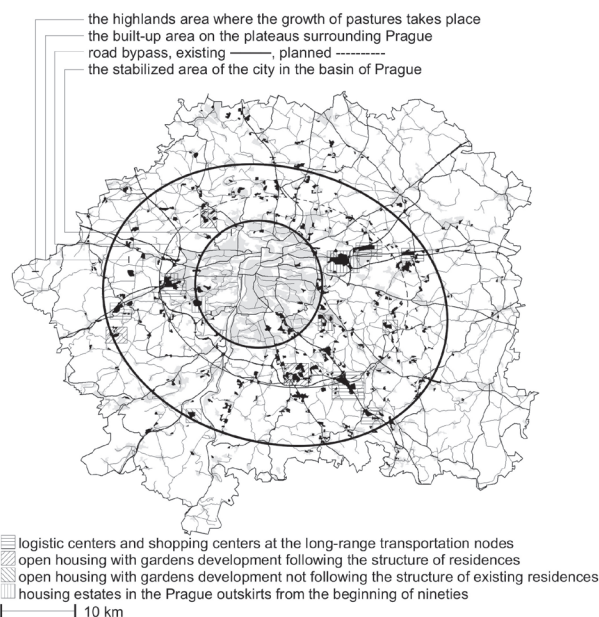 the highlands area where the growth of pastures takes place
the built-up area on the plateaus surrounding Prague
road bypass, existing ———, planned ----------
the stabilized area of the city in the basin of Prague
logistic centers and shopping centers at the long-range transportation nodes
open housing with gardens development following the structure of residences
open housing with gardens development not following the structure of existing residences
housing estates in the Prague outskirts from the beginning of nineties
10 km